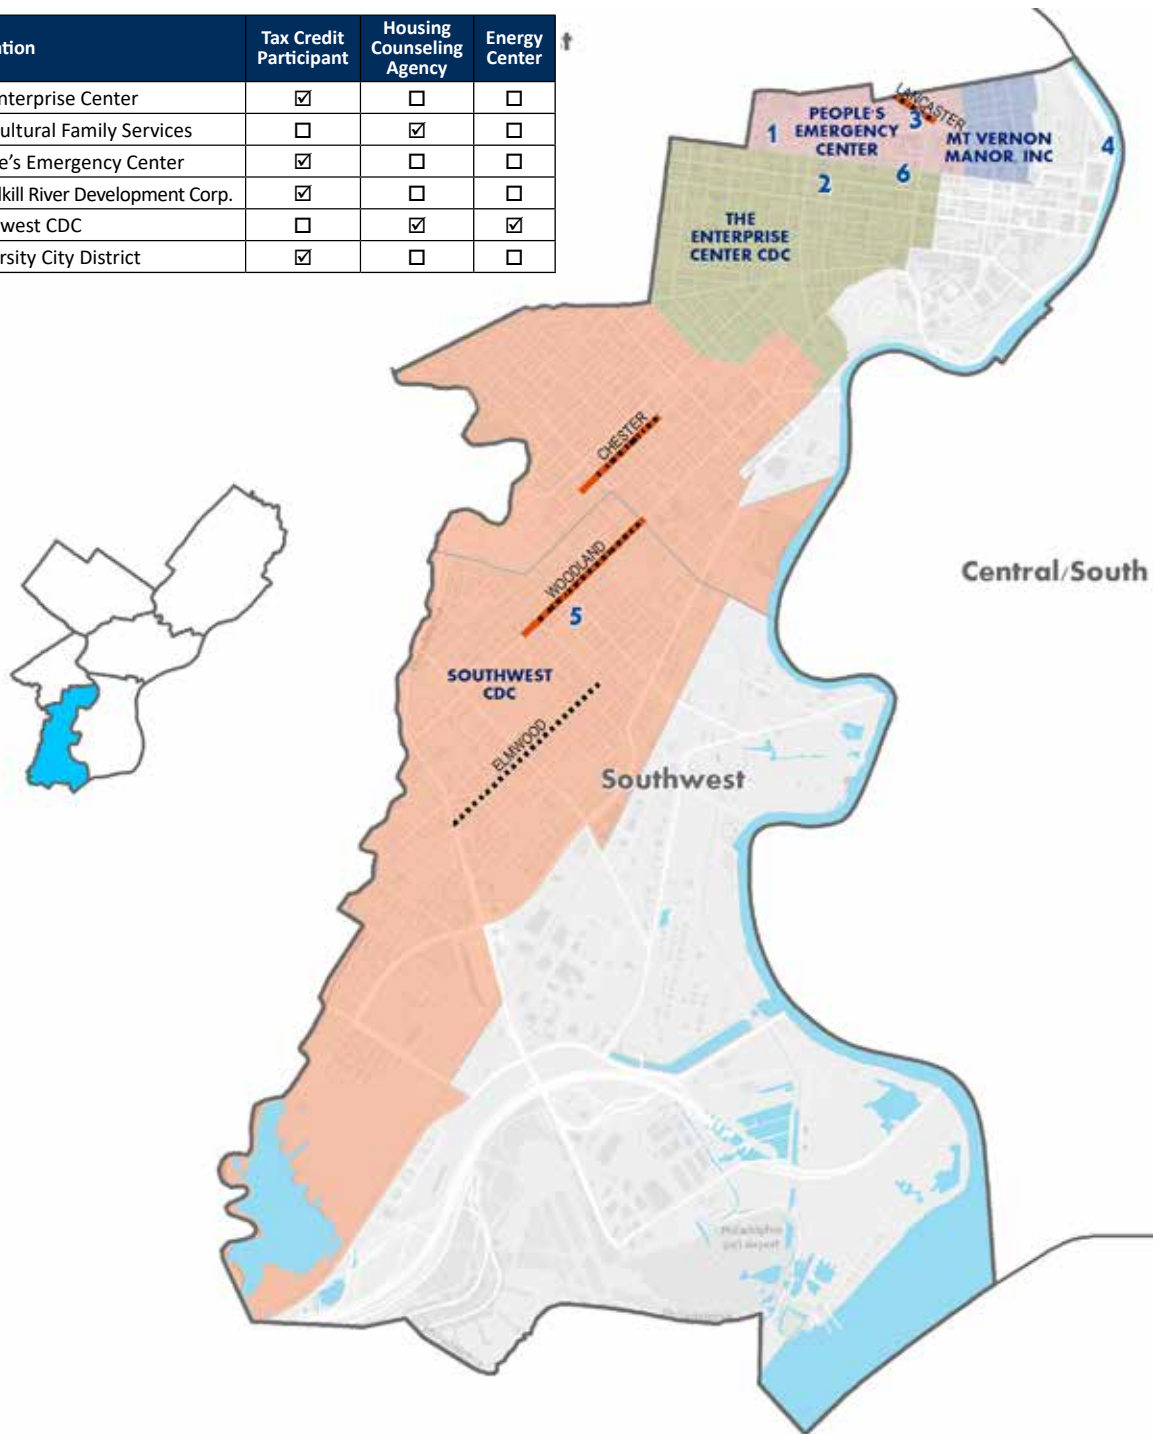 ation Tax Credit Participant Housing Counseling Agency Energy Center
nterprise Center ☑ ☐ ☐
ultural Family Services ☐ ☑ ☐
e's Emergency Center ☑ ☐ ☐
lkill River Development Corp. ☑ ☐ ☐
west CDC ☐ ☑ ☑
rsity City District ☑ ☐ ☐
t
LANCASTER
PEOPLE'S
EMERGENCY
CENTER
1
3
MT VERNON
MANOR, INC
4
2
6
THE
ENTERPRISE
CENTER CDC
CHESTER
WOODLAND
5
Central/South
SOUTHWEST
CDC
ELMWOOD
Southwest
Philadelphia